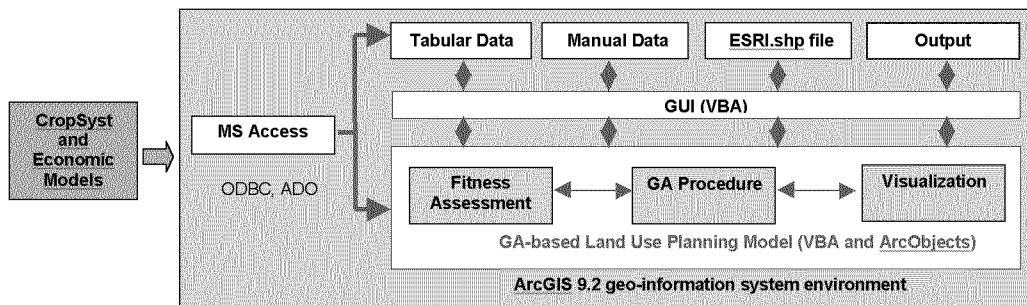 Tabular Data
Manual Data
ESRI.shp file
Output
GUI (VBA)
CropSyst
and
Economic
Models
MS Access
ODBC, ADO
Fitness
Assessment
GA Procedure
Visualization
GA-based Land Use Planning Model (VBA and ArcObjects)
ArcGIS 9.2 geo-information system environment